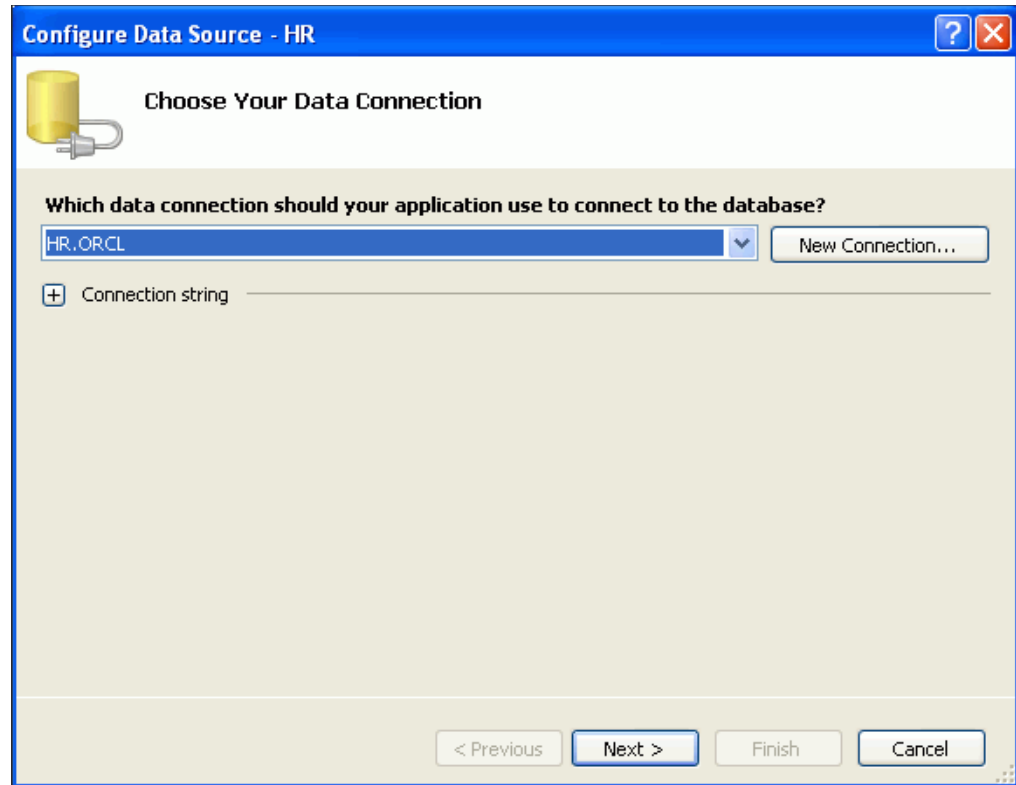 Configure Data Source - HR
Choose Your Data Connection
Which data connection should your application use to connect to the database?
HR.ORCL
New Connection...
Connection string
< Previous
Next >
Finish
Cancel